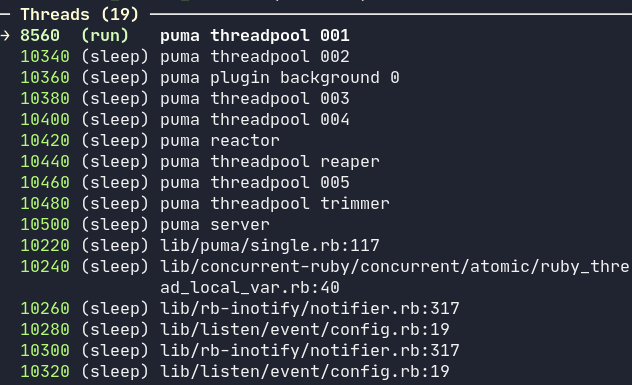 Threads (19)
→ 8560 (run) puma threadpool 001
10340 (sleep) puma threadpool 002
10360 (sleep) puma plugin background 0
10380 (sleep) puma threadpool 003
10400 (sleep) puma threadpool 004
10420 (sleep) puma reactor
10440 (sleep) puma threadpool reaper
10460 (sleep) puma threadpool 005
10480 (sleep) puma threadpool trimmer
10500 (sleep) puma server
10220 (sleep) lib/puma/single.rb:117
10240 (sleep) lib/concurrent-ruby/concurrent/atomic/ruby_thre
ad_local_var.rb:40
10260 (sleep) lib/rb-inotify/notifier.rb:317
10280 (sleep) lib/listen/event/config.rb:19
10300 (sleep) lib/rb-inotify/notifier.rb:317
10320 (sleep) lib/listen/event/config.rb:19